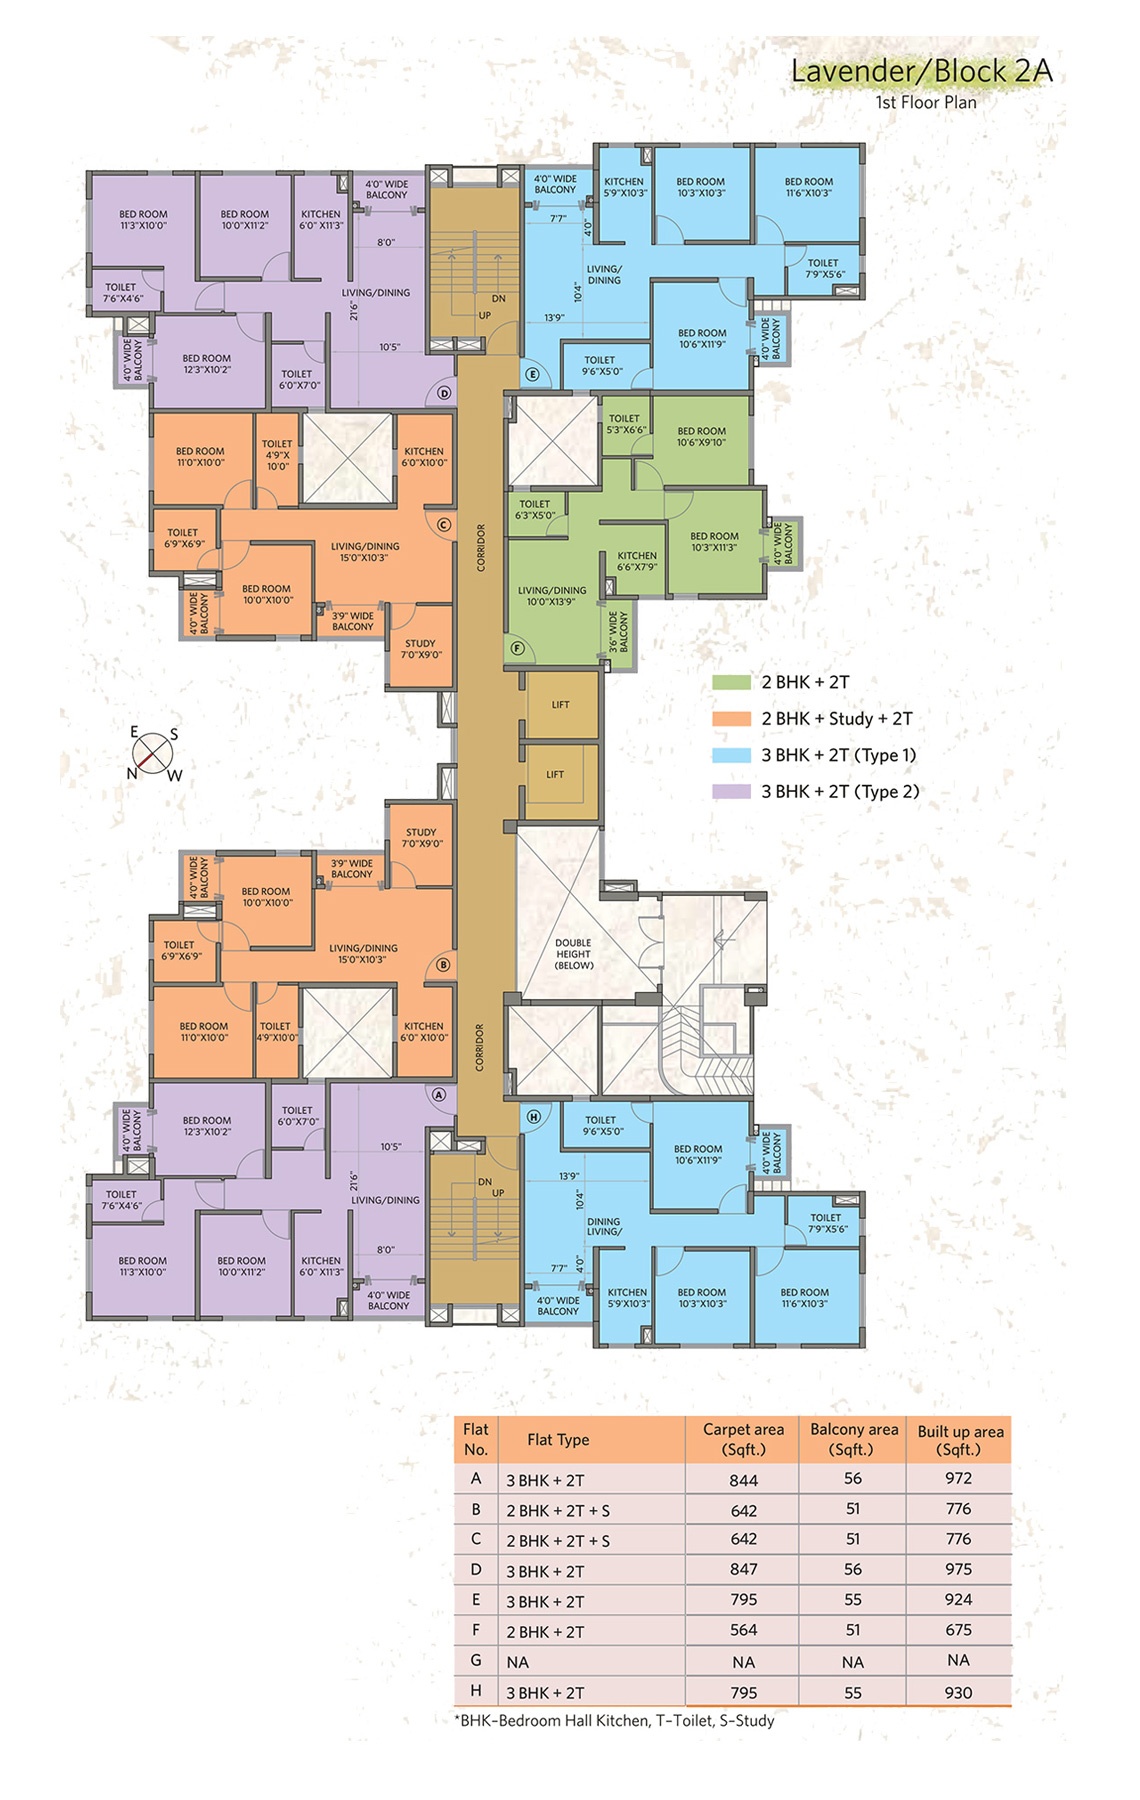 Lavender/Block 2A
1st Floor Plan
BED ROOM
11'3"X10'0"
BED ROOM
10'0"X11'2"
KITCHEN
6'0" X11'3"
4'0" WIDE
BALCONY
8'0"
LIVING/DINING
21'6"
10'5"
TOILET
7'6"X4'6"
4'0" WIDE
BALCONY
BED ROOM
12'3"X10'2"
TOILET
6'0"X7'0"
D
DN
UP
4'0" WIDE
BALCONY
7'7"
4'0"
KITCHEN
5'9"X10'3"
BED ROOM
10'3"X10'3"
BED ROOM
11'6"X10'3"
LIVING/
DINING
10'4"
13'9"
TOILET
7'9"X5'6"
BED ROOM
10'6"X11'9"
4'0" WIDE
BALCONY
TOILET
9'6"X5'0"
E
BED ROOM
11'0"X10'0"
TOILET
4'9"X
10'0"
KITCHEN
6'0"X10'0"
C
TOILET
6'9"X6'9"
LIVING/DINING
15'0"X10'3"
BED ROOM
10'0"X10'0"
4'0" WIDE
BALCONY
3'9" WIDE
BALCONY
STUDY
7'0"X9'0"
CORRIDOR
TOILET
5'3"X6'6"
BED ROOM
10'6"X9'10"
TOILET
6'3"X5'0"
BED ROOM
10'3"X11'3"
4'0" WIDE
BALCONY
KITCHEN
6'6"X7'9"
LIVING/DINING
10'0"X13'9"
3'6" WIDE
BALCONY
F
LIFT
LIFT
2 BHK + 2T
2 BHK + Study + 2T
3 BHK + 2T (Type 1)
3 BHK + 2T (Type 2)
E
S
N
W
STUDY
7'0"X9'0"
4'0" WIDE
BALCONY
BED ROOM
10'0"X10'0"
3'9" WIDE
BALCONY
TOILET
6'9"X6'9"
LIVING/DINING
15'0"X10'3"
B
BED ROOM
11'0"X10'0"
TOILET
4'9"X10'0"
KITCHEN
6'0" X10'0"
CORRIDOR
DOUBLE
HEIGHT
(BELOW)
4'0" WIDE
BALCONY
BED ROOM
12'3"X10'2"
TOILET
6'0"X7'0"
A
10'5"
21'6"
LIVING/DINING
8'0"
TOILET
7'6"X4'6"
BED ROOM
11'3"X10'0"
BED ROOM
10'0"X11'2"
KITCHEN
6'0" X11'3"
4'0" WIDE
BALCONY
DN
UP
H
TOILET
9'6"X5'0"
BED ROOM
10'6"X11'9"
4'0" WIDE
BALCONY
13'9"
10'4"
DINING
LIVING/
TOILET
7'9"X5'6"
4'0"
7'7"
4'0" WIDE
BALCONY
KITCHEN
5'9"X10'3"
BED ROOM
10'3"X10'3"
BED ROOM
11'6"X10'3"
Flat No. Flat Type Carpet area (Sqft.) Balcony area (Sqft.) Built up area (Sqft.)
A 3 BHK + 2T 844 56 972
B 2 BHK + 2T + S 642 51 776
C 2 BHK + 2T + S 642 51 776
D 3 BHK + 2T 847 56 975
E 3 BHK + 2T 795 55 924
F 2 BHK + 2T 564 51 675
G NA NA NA NA
H 3 BHK + 2T 795 55 930
*BHK–Bedroom Hall Kitchen, T–Toilet, S–Study